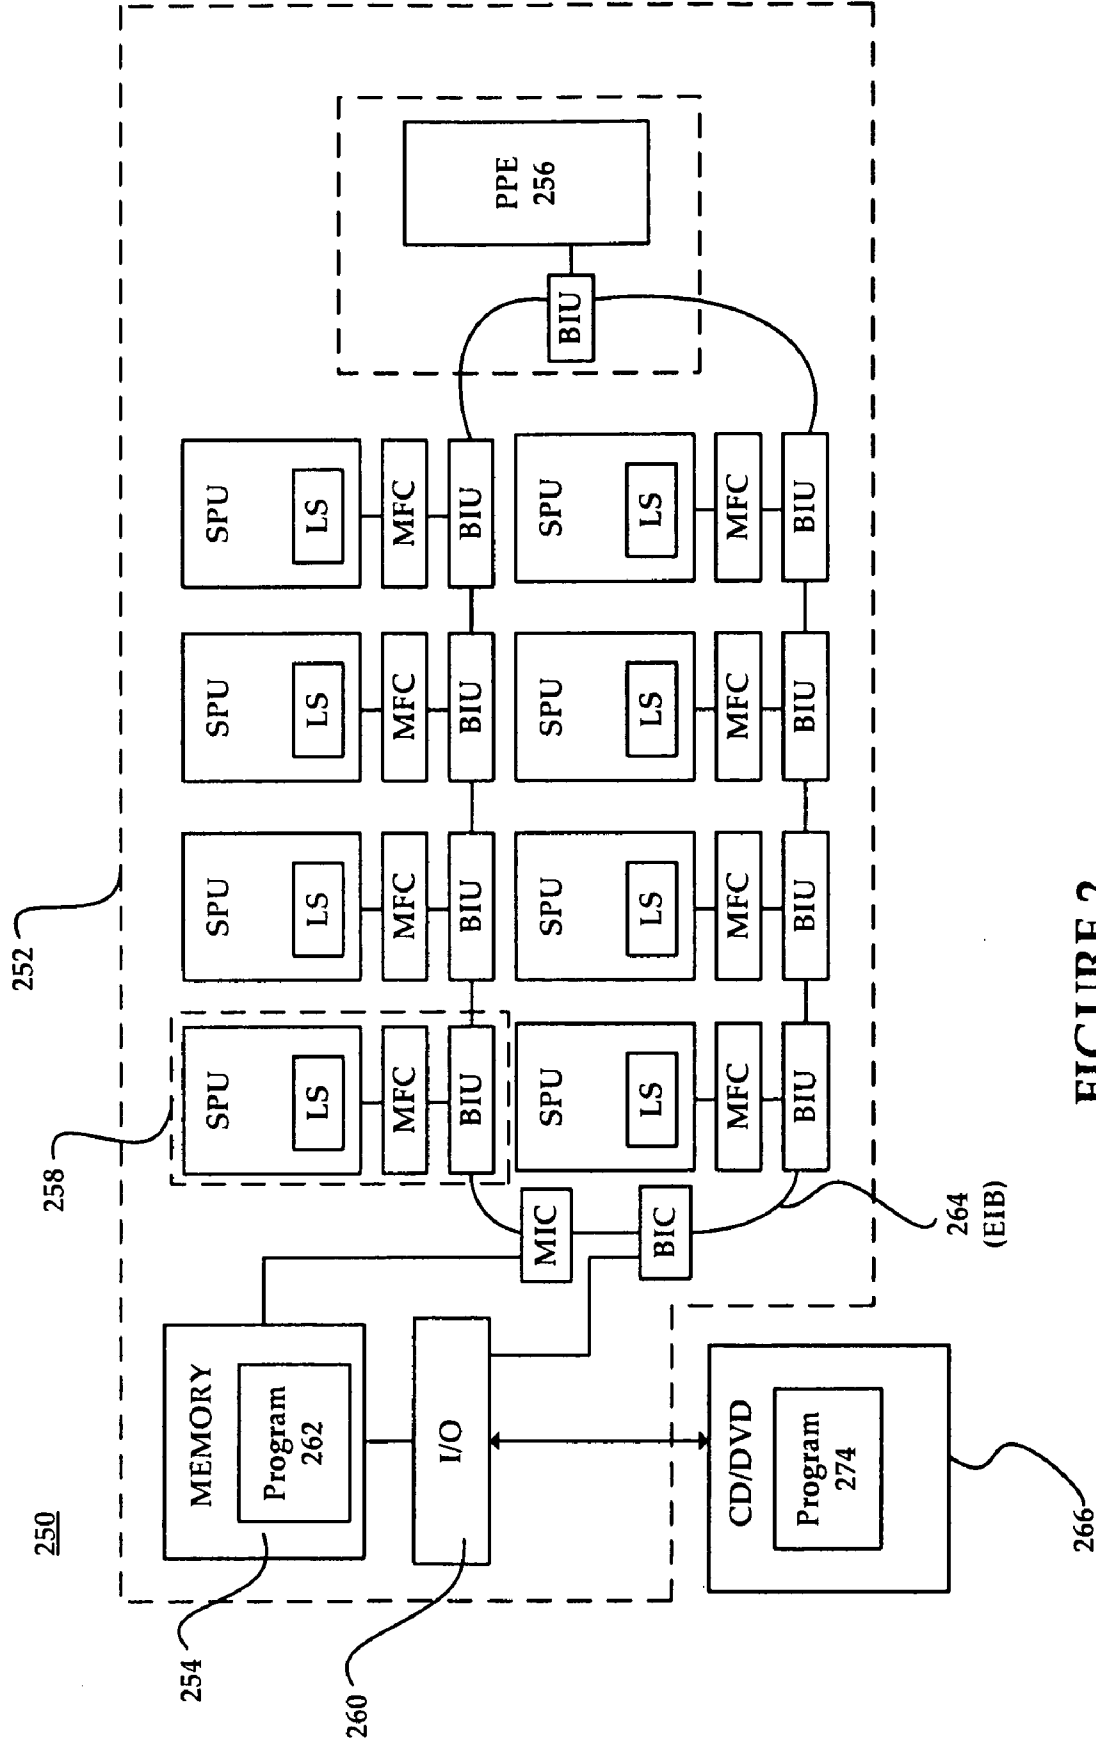 250
252
258
254
260
MEMORY
Program
262
I/O
SPU
LS
MFC
BIU
SPU
LS
MFC
BIU
SPU
LS
MFC
BIU
SPU
LS
MFC
BIU
MIC
BIC
SPU
LS
MFC
BIU
SPU
LS
MFC
BIU
SPU
LS
MFC
BIU
SPU
LS
MFC
BIU
BIU
PPE
256
CD/DVD
Program
274
266
264
(EIB)
FIGURE 2